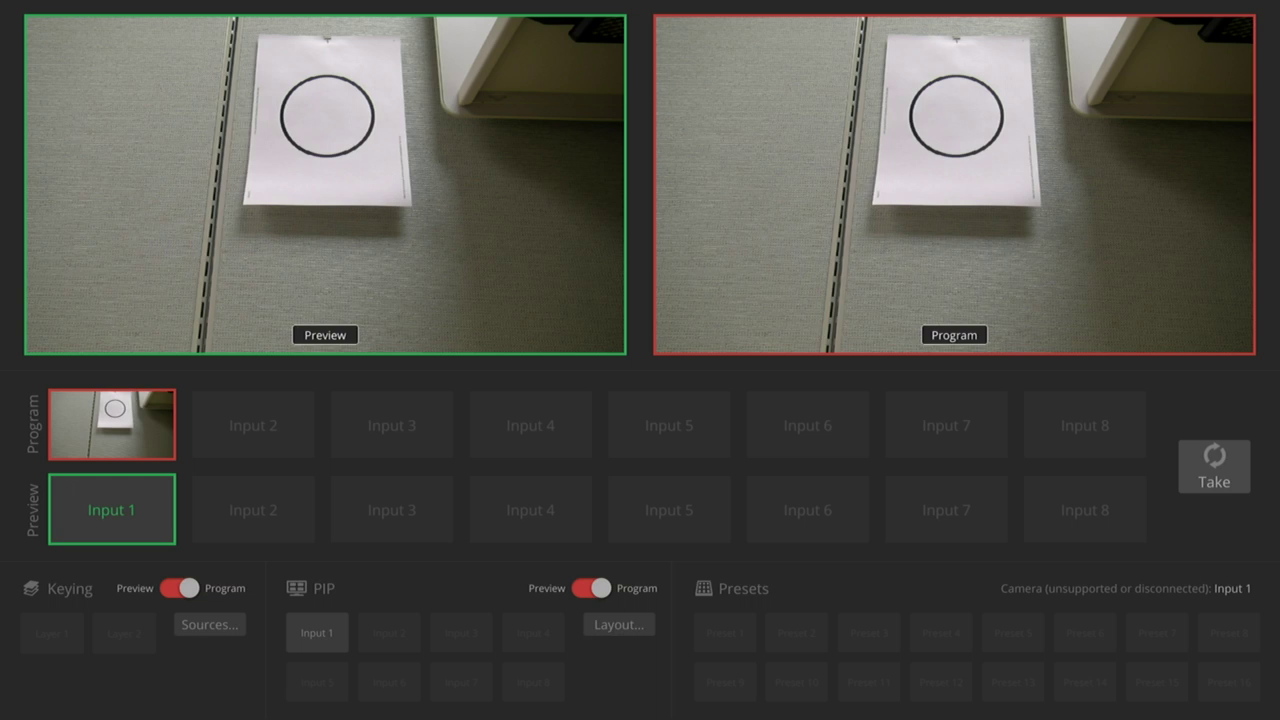 Preview
Program
Program
Input 2
Input 3
Input 4
Input 5
Input 6
Input 7
Input 8
Take
Preview
Input 1
Input 2
Input 3
Input 4
Input 5
Input 6
Input 7
Input 8
Keying
Preview
Program
Layer 1
Layer 2
Sources...
PIP
Preview
Program
Input 1
Input 2
Input 3
Input 4
Layout...
Input 5
Input 6
Input 7
Input 8
Presets
Camera (unsupported or disconnected): Input 1
Preset 1
Preset 2
Preset 3
Preset 4
Preset 5
Preset 6
Preset 7
Preset 8
Preset 9
Preset 10
Preset 11
Preset 12
Preset 13
Preset 14
Preset 15
Preset 16